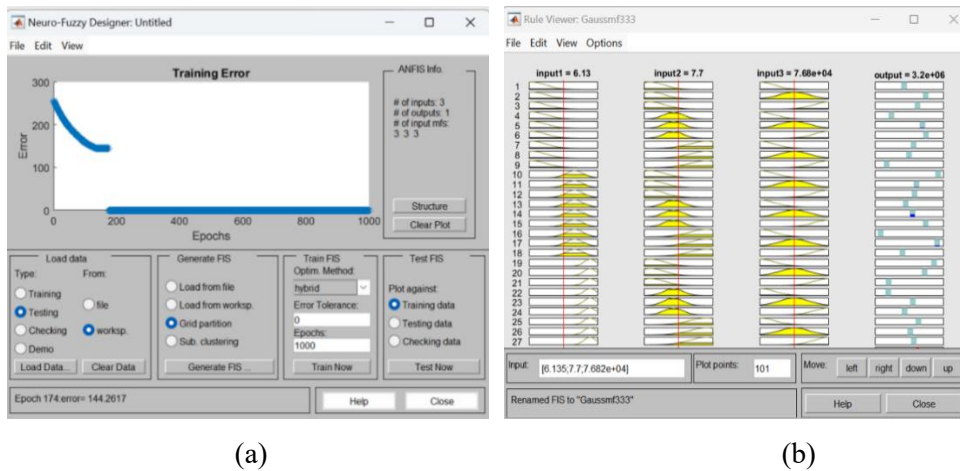 Neuro-Fuzzy Designer: Untitled
File Edit View
Training Error
300
200
100
0
Error
0 200 400 600 800 1000
Epochs
ANFIS Info.
# of inputs: 3
# of outputs: 1
# of input mfs:
3 3 3
Structure
Clear Plot
Load data
Type: From:
Training
Testing
Checking
Demo
file
worksp.
Load Data... Clear Data
Generate FIS
Load from file
Load from worksp.
Grid partition
Sub. clustering
Generate FIS ...
Train FIS
Optim. Method:
hybrid
Error Tolerance:
0
Epochs:
1000
Train Now
Test FIS
Plot against:
Training data
Testing data
Checking data
Test Now
Epoch 174:error= 144.2617
Help Close
(a)
Rule Viewer: Gaussmf333
File Edit View Options
input1 = 6.13 input2 = 7.7 input3 = 7.68e+04 output = 3.2e+06
1
2
3
4
5
6
7
8
9
10
11
12
13
14
15
16
17
18
19
20
21
22
23
24
25
26
27
Input: [6.135;7.7;7.682e+04] Plot points: 101 Move: left right down up
Renamed FIS to "Gaussmf333"
Help Close
(b)